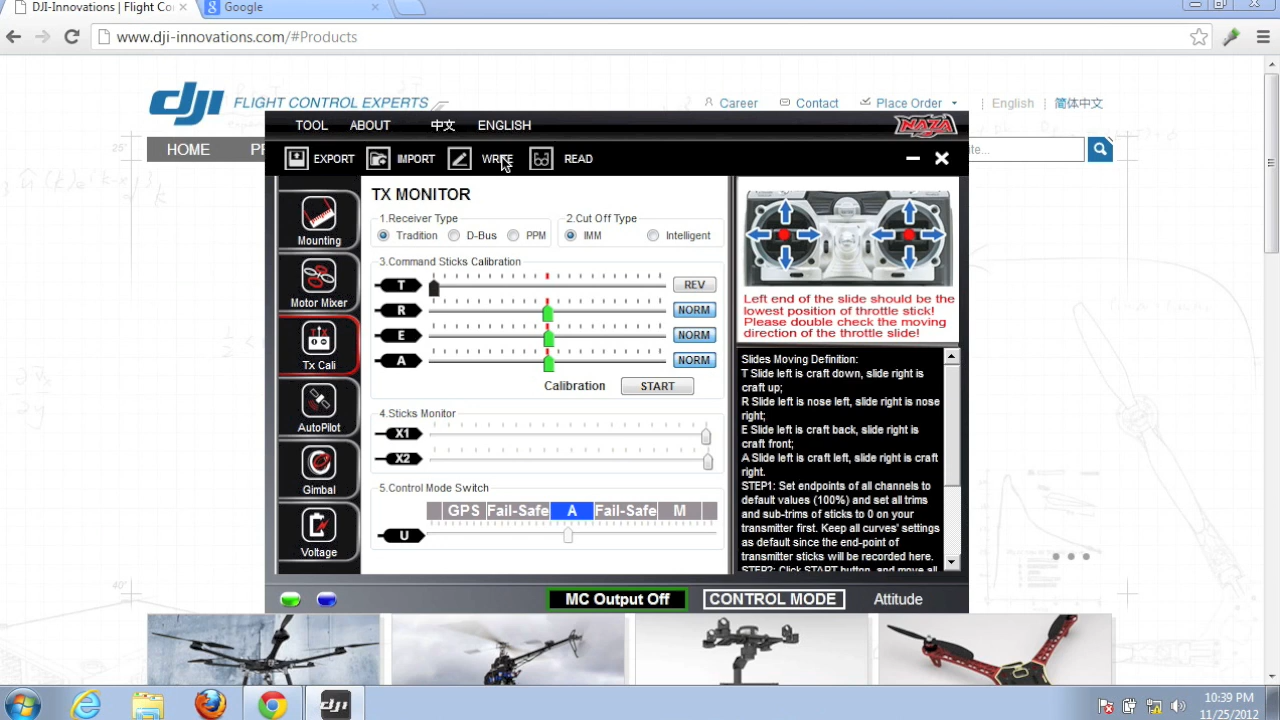 DJI-Innovations | Flight Co
Google
www.dji-innovations.com/#Products
dji FLIGHT CONTROL EXPERTS
Career
Contact
Place Order
English
简体中文
HOME
TOOL ABOUT 中文 ENGLISH
NAZA
EXPORT IMPORT WRITE READ
Mounting
Motor Mixer
Tx Cali
AutoPilot
Gimbal
Voltage
TX MONITOR
1.Receiver Type
Tradition D-Bus PPM
2.Cut Off Type
IMM Intelligent
3.Command Sticks Calibration
T REV
R NORM
E NORM
A NORM
Calibration START
4.Sticks Monitor
X1
X2
5.Control Mode Switch
GPS Fail-Safe A Fail-Safe M
U
Left end of the slide should be the
lowest position of throttle stick!
Please double check the moving
direction of the throttle slide!
Slides Moving Definition:
T Slide left is craft down, slide right is
craft up;
R Slide left is nose left, slide right is nose
right;
E Slide left is craft back, slide right is
craft front;
A Slide left is craft left, slide right is craft
right.
STEP1: Set endpoints of all channels to
default values (100%) and set all trims
and sub-trims of sticks to 0 on your
transmitter first. Keep all curves' settings
as default since the end-point of
transmitter sticks will be recorded here.
STEP2: Click START button, and move all
MC Output Off
CONTROL MODE
Attitude
dji
10:39 PM
11/25/2012